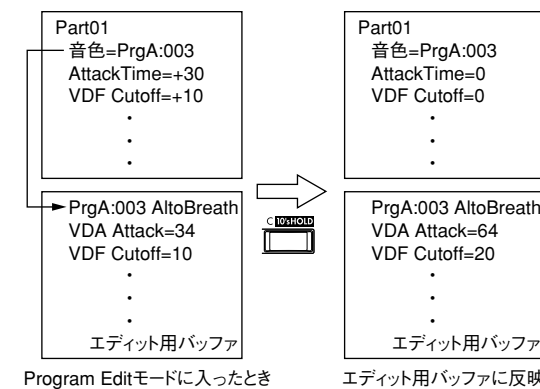 Part01
音色=PrgA:003
AttackTime=+30
VDF Cutoff=+10
PrgA:003 AltoBreath
VDA Attack=34
VDF Cutoff=10
エディット用バッファ
Program Editモードに入ったとき
C 10'sHOLD
Part01
音色=PrgA:003
AttackTime=0
VDF Cutoff=0
PrgA:003 AltoBreath
VDA Attack=64
VDF Cutoff=20
エディット用バッファ
エディット用バッファに反映